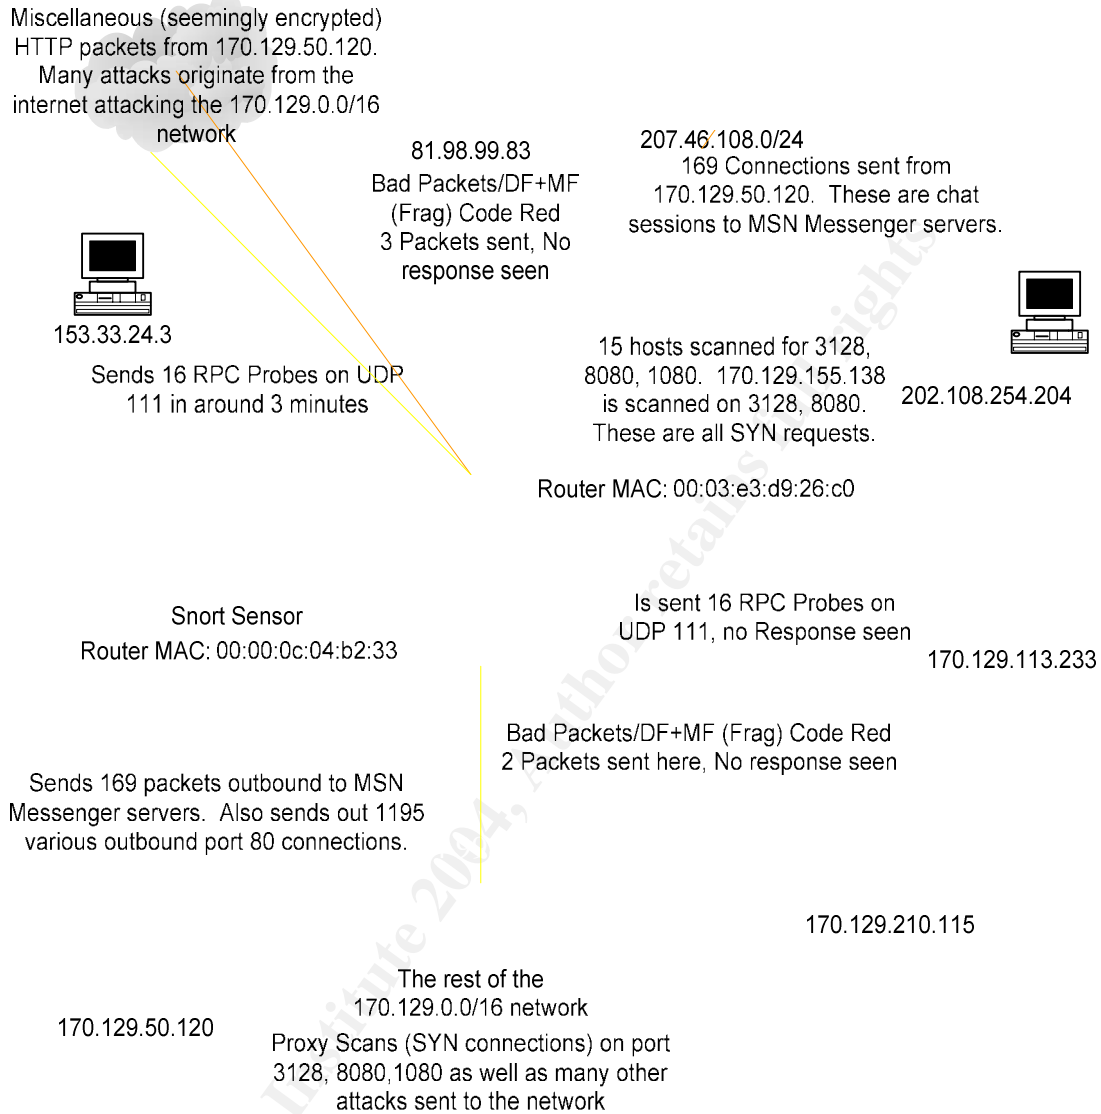 Miscellaneous (seemingly encrypted)
HTTP packets from 170.129.50.120.
Many attacks originate from the
internet attacking the 170.129.0.0/16
network
81.98.99.83
Bad Packets/DF+MF
(Frag) Code Red
3 Packets sent, No
response seen
207.46.108.0/24
169 Connections sent from
170.129.50.120. These are chat
sessions to MSN Messenger servers.
153.33.24.3
Sends 16 RPC Probes on UDP
111 in around 3 minutes
15 hosts scanned for 3128,
8080, 1080. 170.129.155.138
is scanned on 3128, 8080.
These are all SYN requests.
202.108.254.204
Router MAC: 00:03:e3:d9:26:c0
Snort Sensor
Router MAC: 00:00:0c:04:b2:33
Is sent 16 RPC Probes on
UDP 111, no Response seen
170.129.113.233
Bad Packets/DF+MF (Frag) Code Red
2 Packets sent here, No response seen
Sends 169 packets outbound to MSN
Messenger servers. Also sends out 1195
various outbound port 80 connections.
170.129.210.115
The rest of the
170.129.0.0/16 network
170.129.50.120
Proxy Scans (SYN connections) on port
3128, 8080,1080 as well as many other
attacks sent to the network
Institute 2004, Author retains full rights